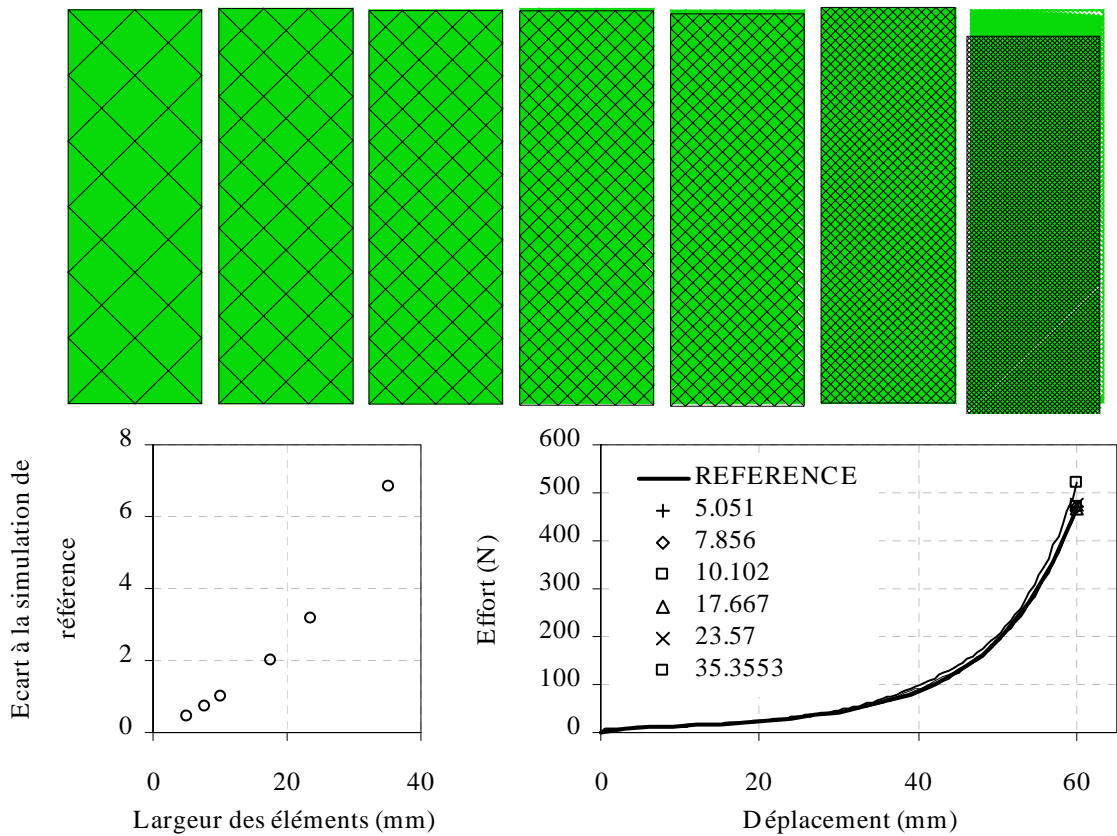 Ecart à la simulation de
référence
8
6
4
2
0
0 20 40
Largeur des éléments (mm)
Effort (N)
600
500
400
300
200
100
0
REFERENCE
5.051
7.856
10.102
17.667
23.57
35.3553
0 20 40 60
Déplacement (mm)